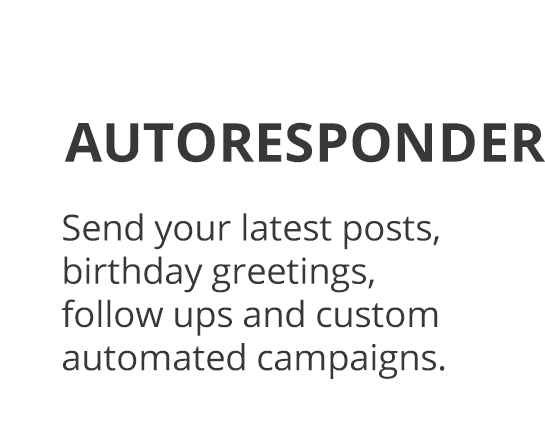 AUTORESPONDER
Send your latest posts,
birthday greetings,
follow ups and custom
automated campaigns.